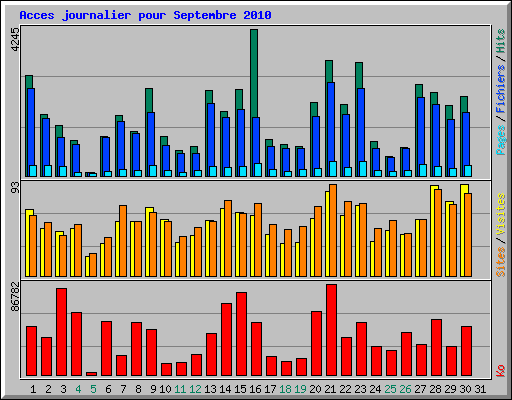 Acces journalier pour Septembre 2010
4245
Pages / Fichiers / Hits
93
Sites / Visites
86782
Ko
1 2 3 4 5 6 7 8 9 10 11 12 13 14 15 16 17 18 19 20 21 22 23 24 25 26 27 28 29 30 31